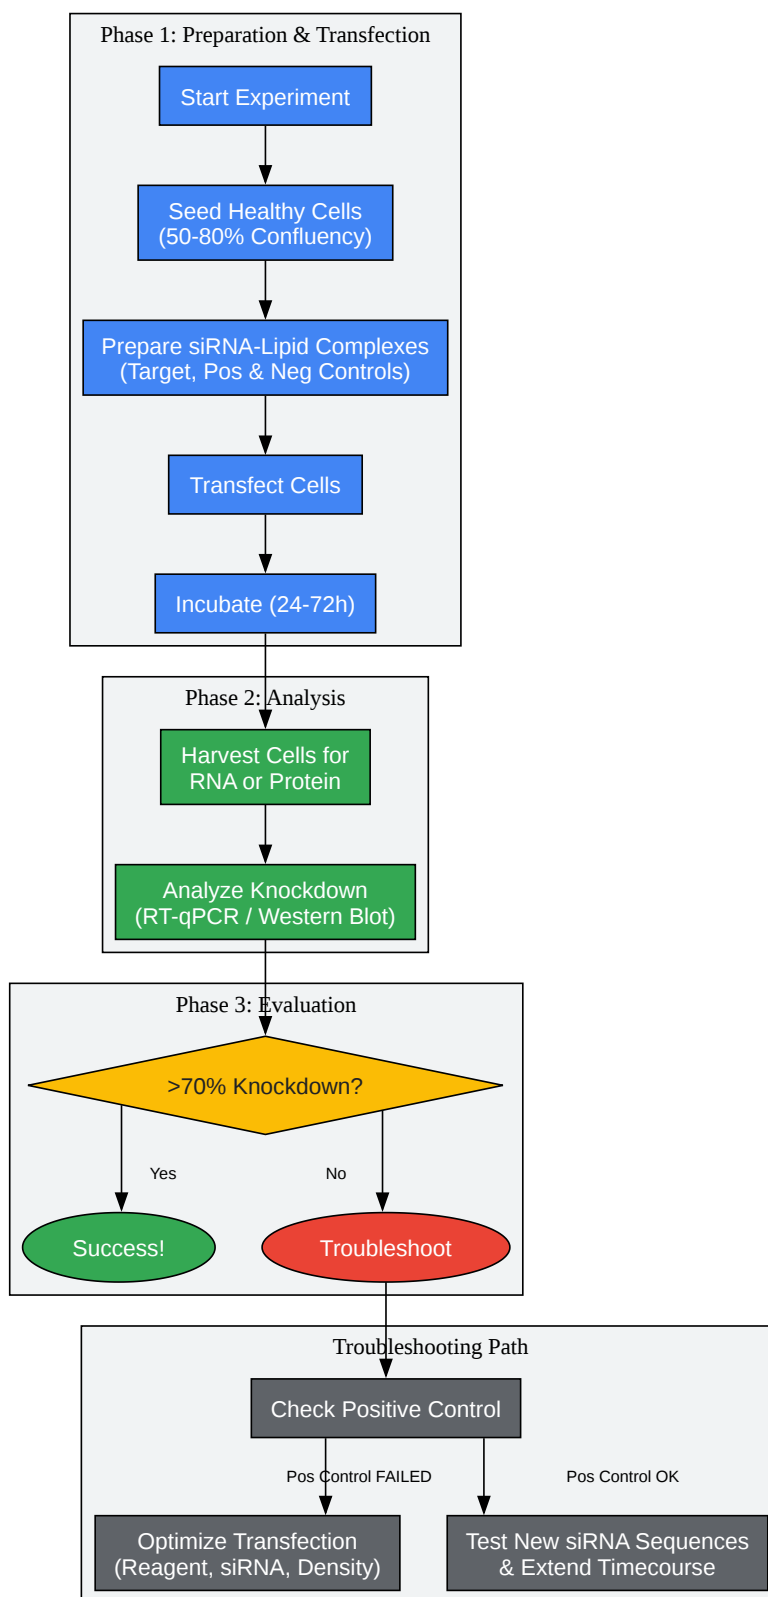 Phase 1: Preparation & Transfection
Start Experiment
Seed Healthy Cells
(50-80% Confluency)
Prepare siRNA-Lipid Complexes
(Target, Pos & Neg Controls)
Transfect Cells
Incubate (24-72h)
Phase 2: Analysis
Harvest Cells for
RNA or Protein
Analyze Knockdown
(RT-qPCR / Western Blot)
Phase 3: Evaluation
>70% Knockdown?
Yes
No
Success!
Troubleshoot
Troubleshooting Path
Check Positive Control
Pos Control FAILED
Pos Control OK
Optimize Transfection
(Reagent, siRNA, Density)
Test New siRNA Sequences
& Extend Timecourse